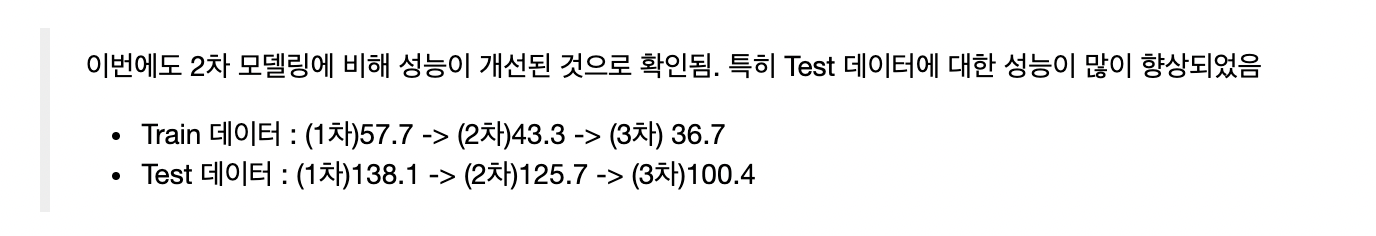 이번에도 2차 모델링에 비해 성능이 개선된 것으로 확인됨. 특히 Test 데이터에 대한 성능이 많이 향상되었음
• Train 데이터 : (1차)57.7 -> (2차)43.3 -> (3차) 36.7
• Test 데이터 : (1차)138.1 -> (2차)125.7 -> (3차)100.4